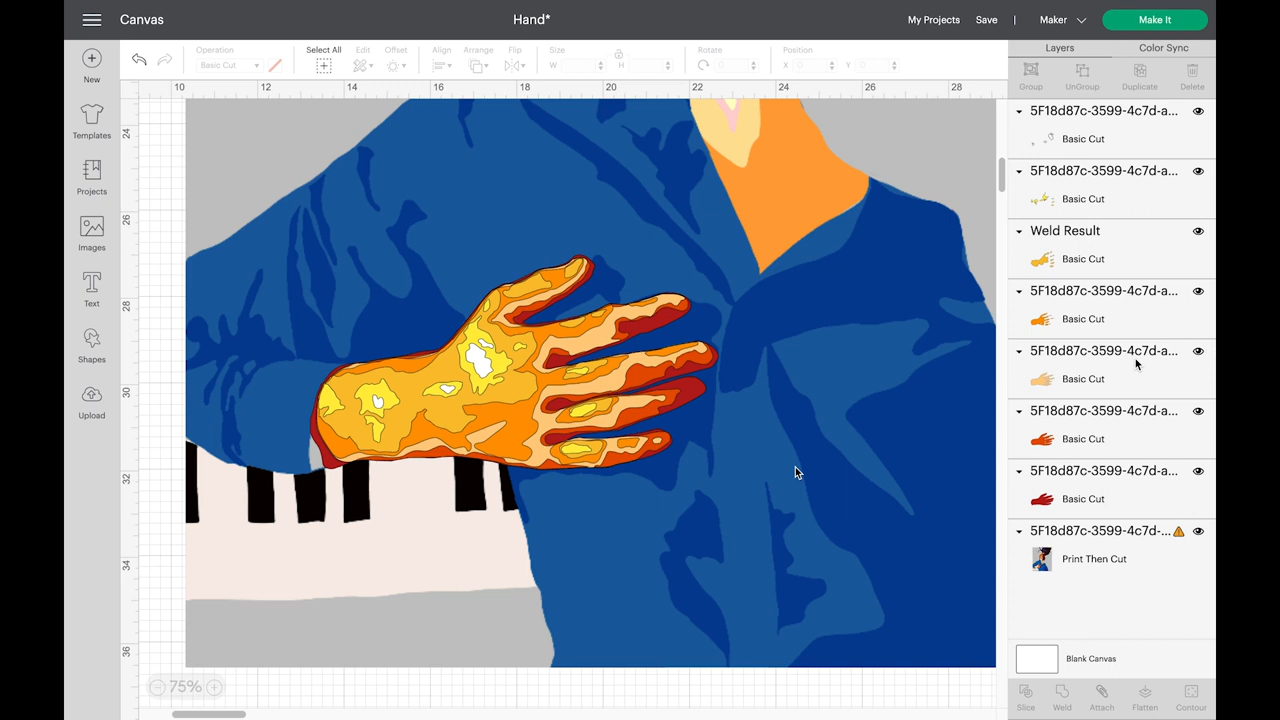 Canvas
Hand*
My Projects
Save
Maker
Make It
New
Templates
Projects
Images
Text
Shapes
Upload
Operation
Basic Cut
Select All
Edit
Offset
Align
Arrange
Flip
Size
W
H
Rotate
0
Position
X 0
Y 0
10 12 14 16 18 20 22 24 26 28
24
26
28
30
32
34
36
75%
Layers
Color Sync
Group
UnGroup
Duplicate
Delete
5F18d87c-3599-4c7d-a...
Basic Cut
5F18d87c-3599-4c7d-a...
Basic Cut
Weld Result
Basic Cut
5F18d87c-3599-4c7d-a...
Basic Cut
5F18d87c-3599-4c7d-a...
Basic Cut
5F18d87c-3599-4c7d-a...
Basic Cut
5F18d87c-3599-4c7d-a...
Basic Cut
5F18d87c-3599-4c7d-...
Print Then Cut
Blank Canvas
Slice
Weld
Attach
Flatten
Contour